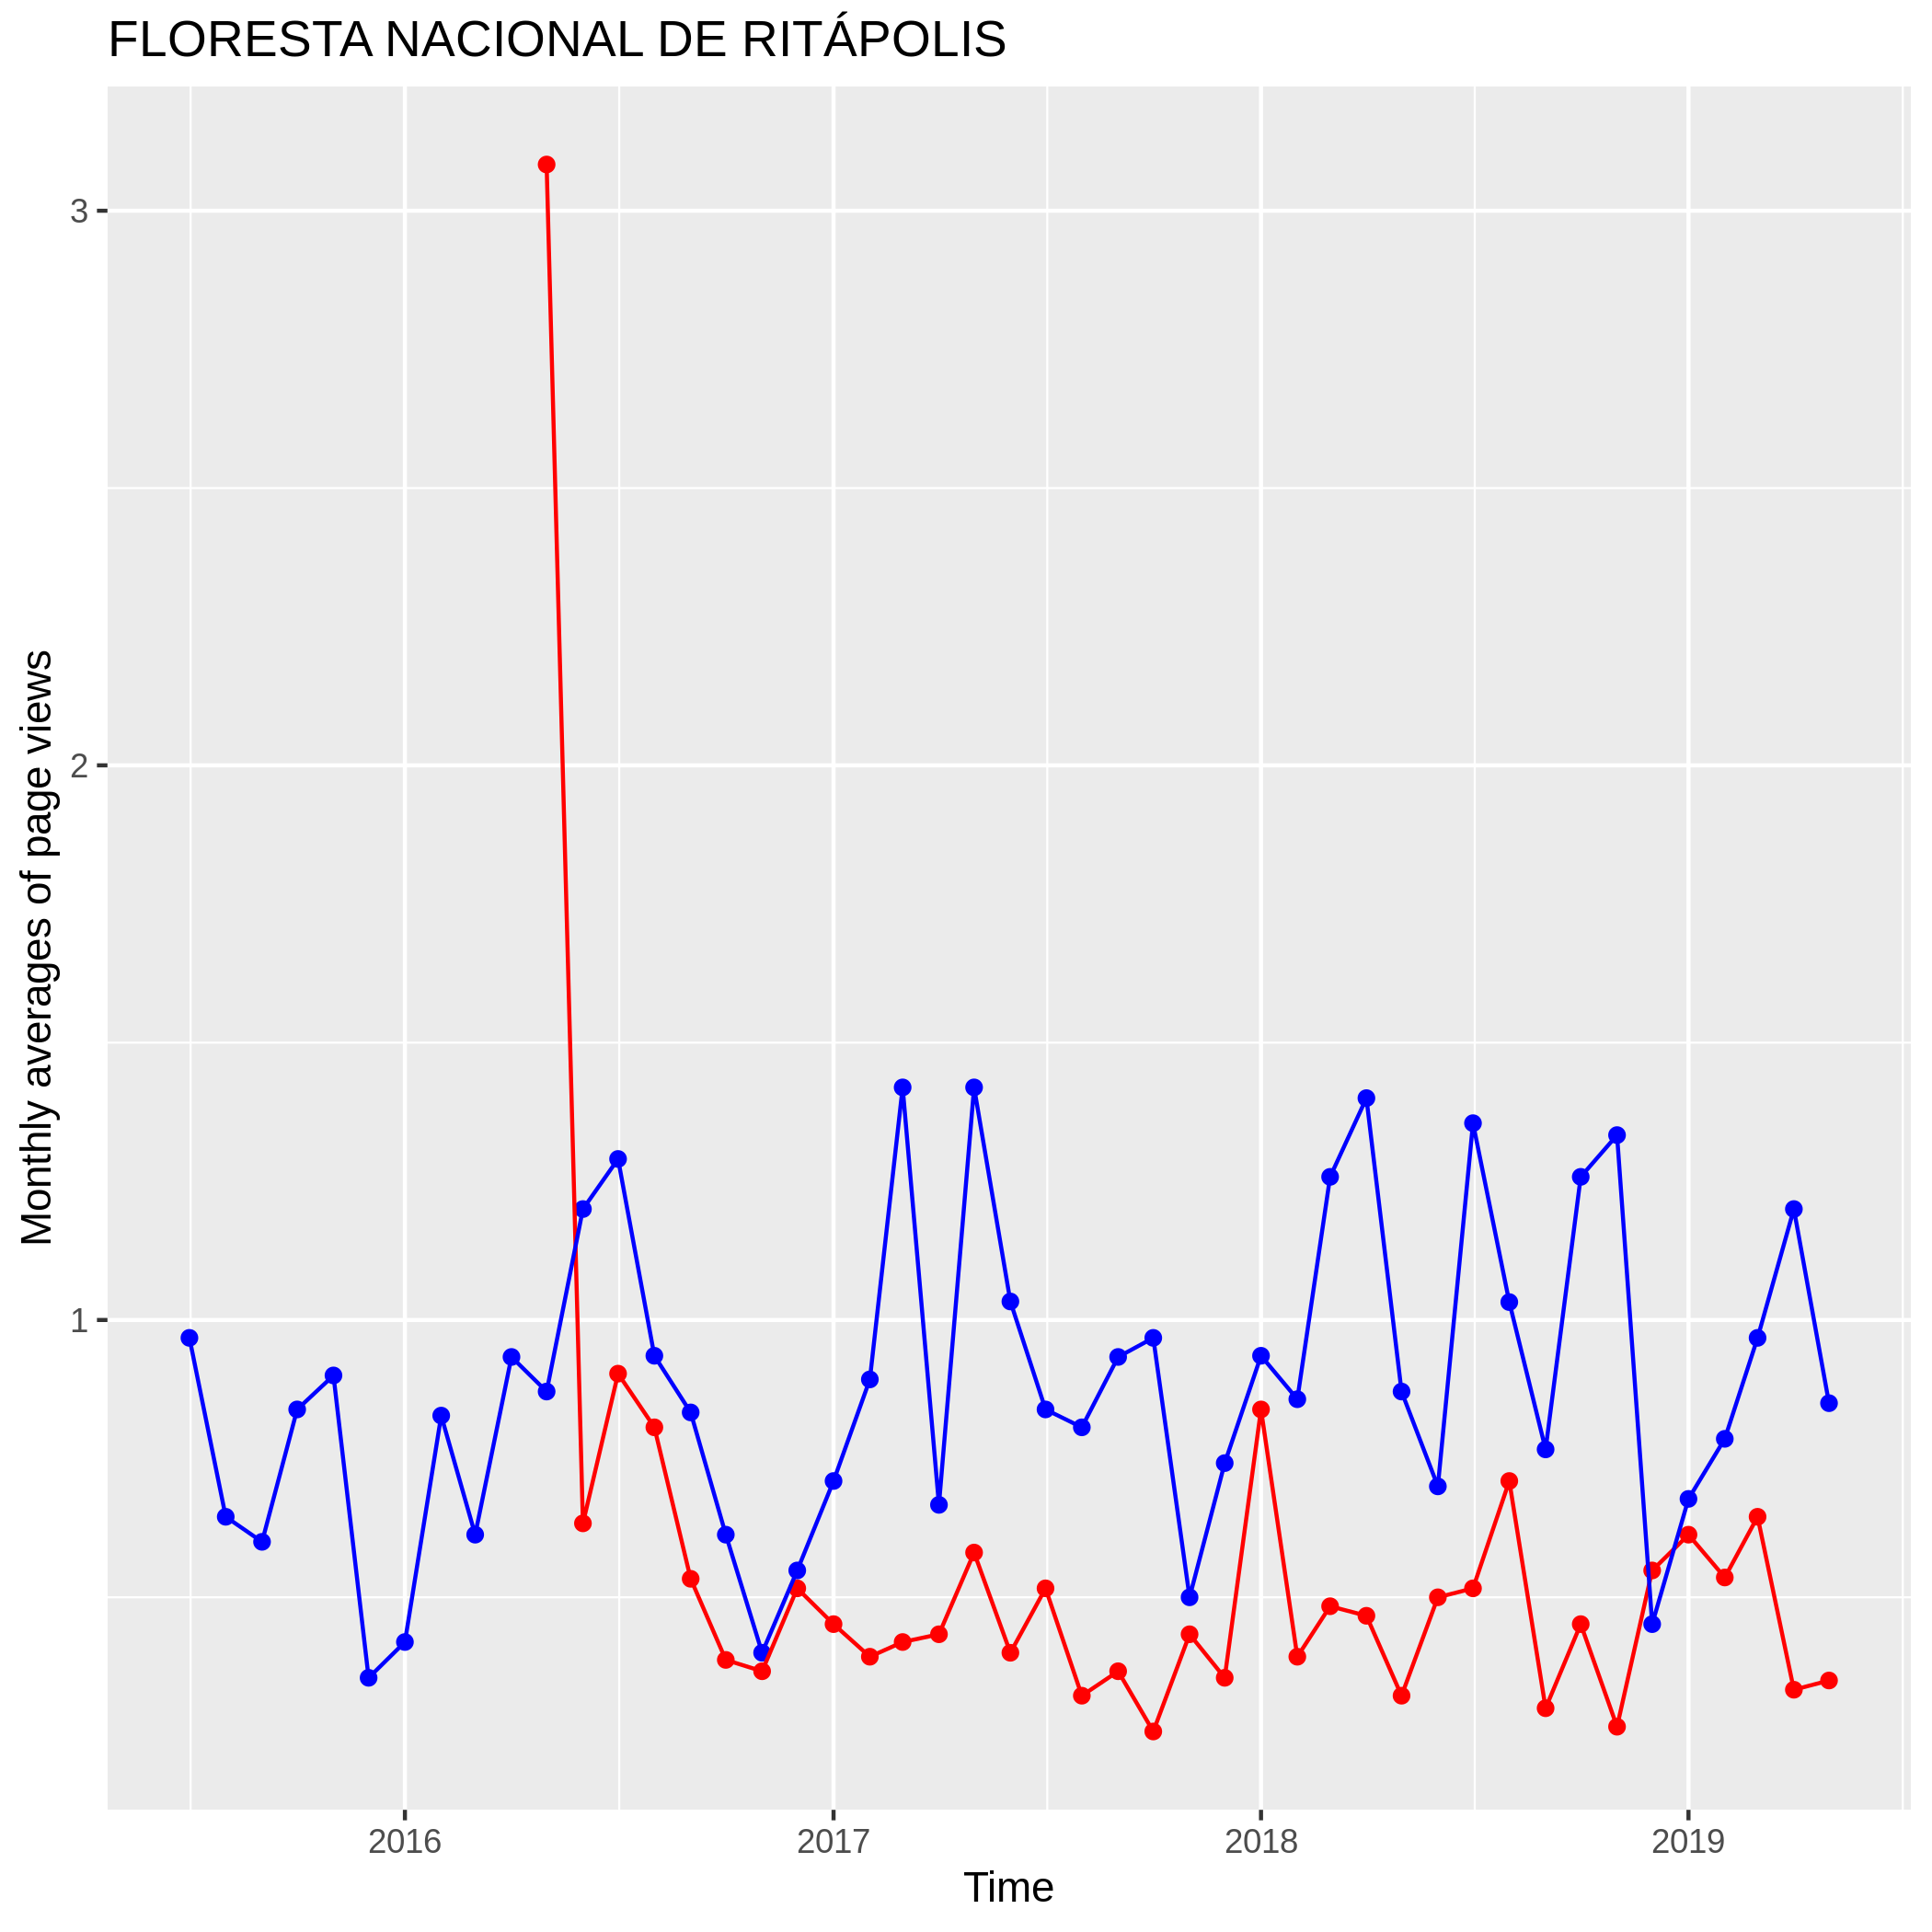 FLORESTA NACIONAL DE RITÁPOLIS
Monthly averages of page views
3
2
1
2016
2017
2018
2019
Time